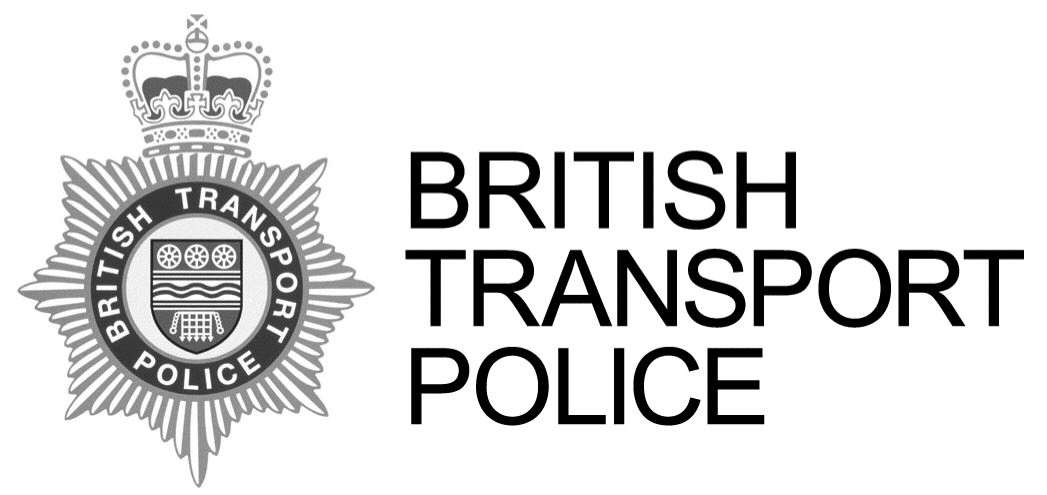 BRITISH TRANSPORT
POLICE
BRITISH
TRANSPORT
POLICE